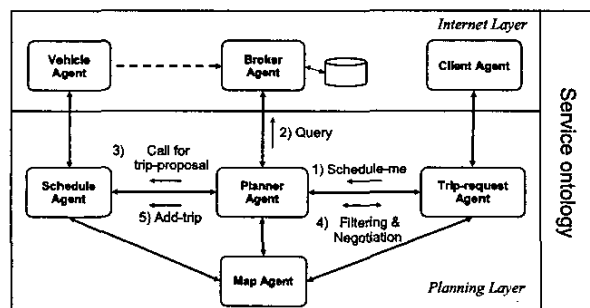 Internet Layer
Vehicle
Agent
Broker
Agent
Client Agent
2) Query
3) Call for
trip-proposal
1) Schedule-me
Schedule
Agent
Planner
Agent
Trip-request
Agent
5) Add-trip
4) Filtering &
Negotiation
Map Agent
Planning Layer
Service ontology